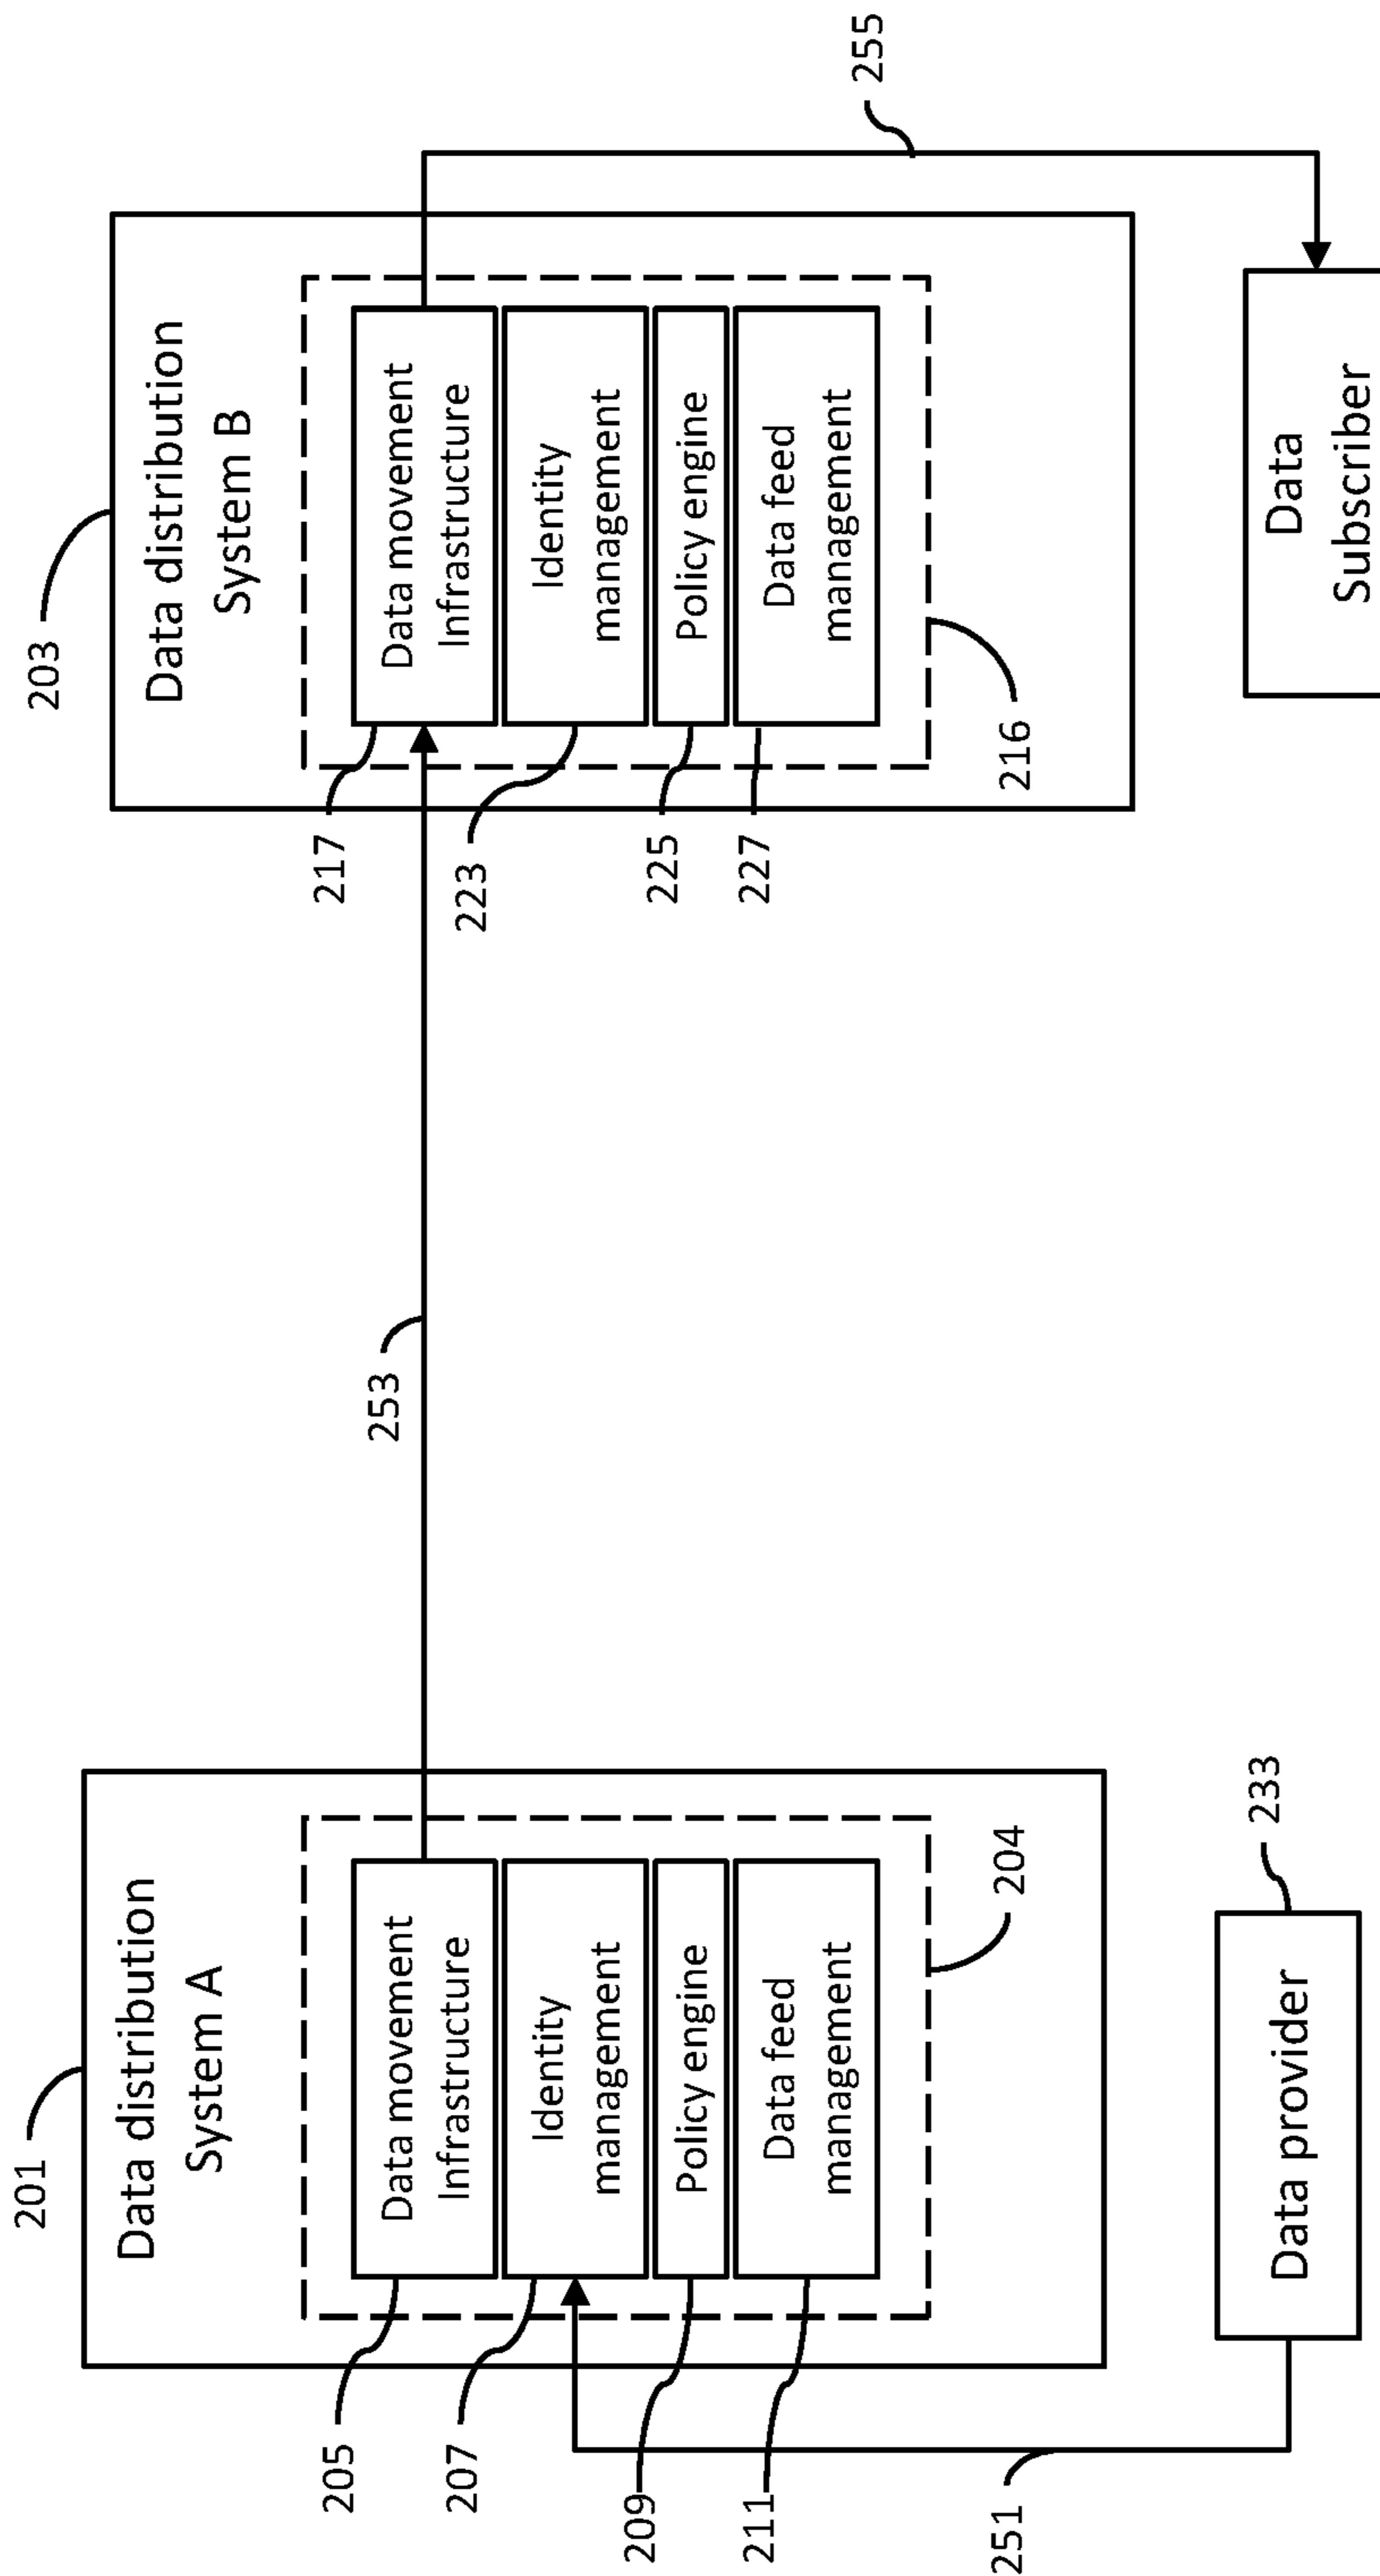 201
Data distribution
System A
205
Data movement
Infrastructure
207
Identity
management
209
Policy engine
211
Data feed
management
204
251
Data provider
233
253
203
Data distribution
System B
217
Data movement
Infrastructure
223
Identity
management
225
Policy engine
227
Data feed
management
216
255
Data
Subscriber